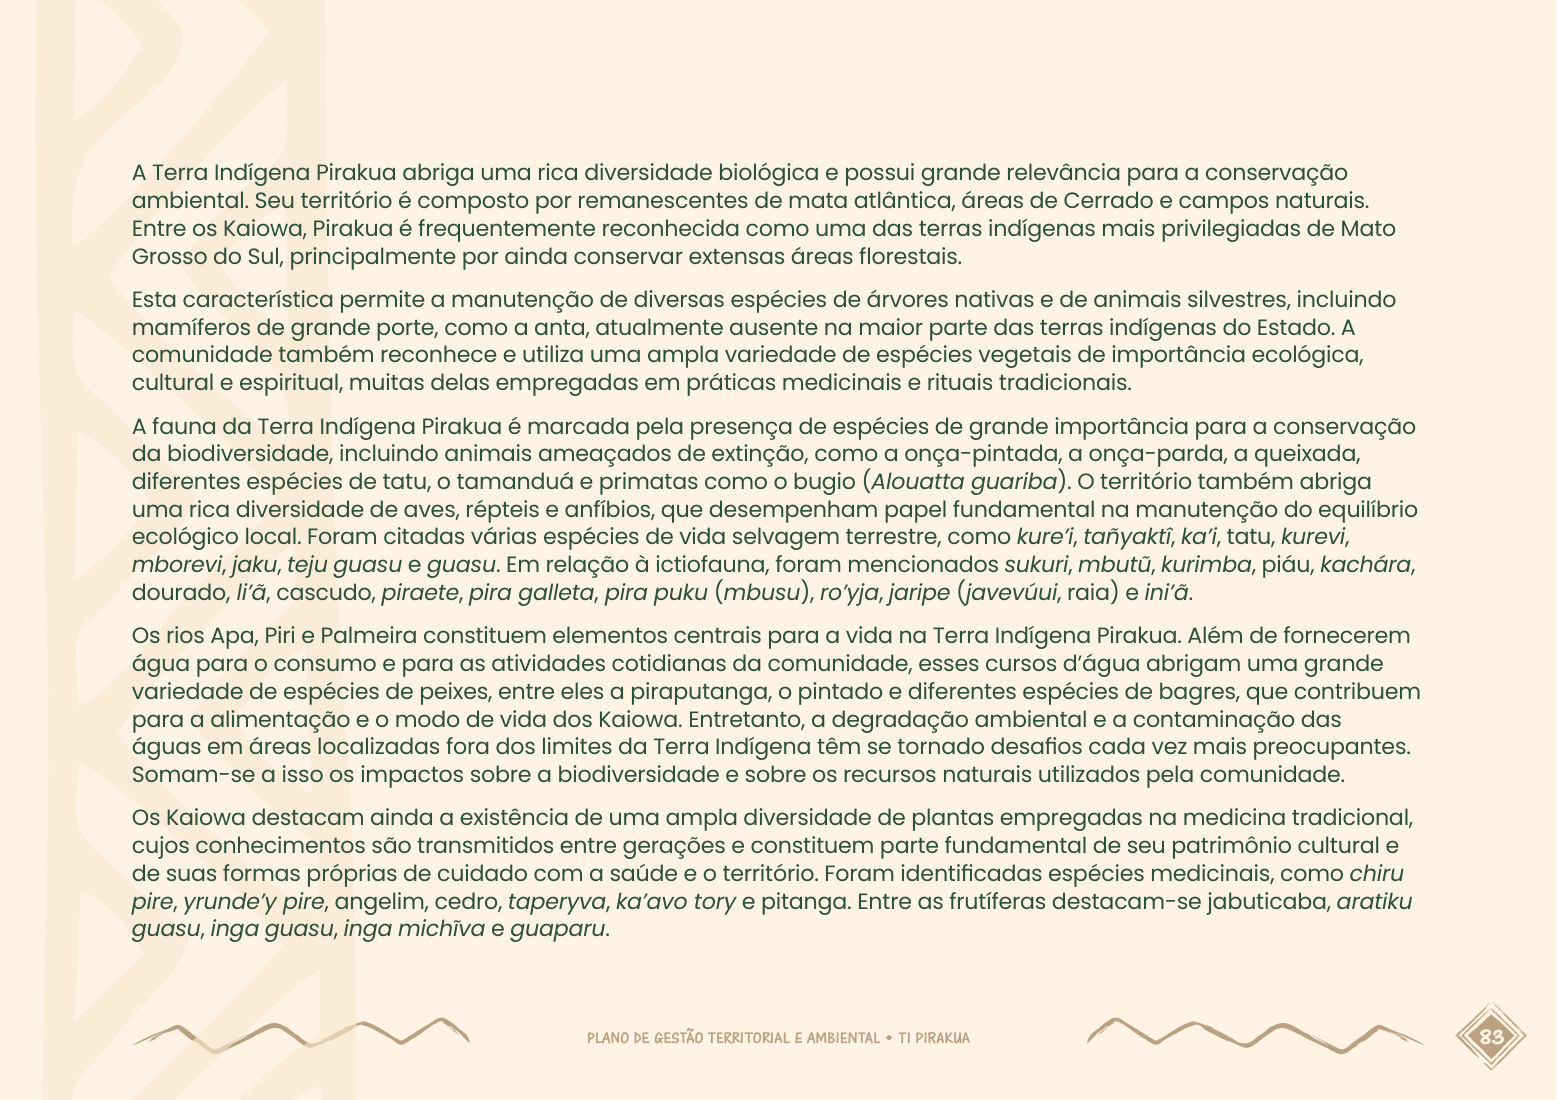 A Terra Indígena Pirakua abriga uma rica diversidade biológica e possui grande relevância para a conservação
ambiental. Seu território é composto por remanescentes de mata atlântica, áreas de Cerrado e campos naturais.
Entre os Kaiowa, Pirakua é frequentemente reconhecida como uma das terras indígenas mais privilegiadas de Mato
Grosso do Sul, principalmente por ainda conservar extensas áreas florestais.
Esta característica permite a manutenção de diversas espécies de árvores nativas e de animais silvestres, incluindo
mamíferos de grande porte, como a anta, atualmente ausente na maior parte das terras indígenas do Estado. A
comunidade também reconhece e utiliza uma ampla variedade de espécies vegetais de importância ecológica,
cultural e espiritual, muitas delas empregadas em práticas medicinais e rituais tradicionais.
A fauna da Terra Indígena Pirakua é marcada pela presença de espécies de grande importância para a conservação
da biodiversidade, incluindo animais ameaçados de extinção, como a onça-pintada, a onça-parda, a queixada,
diferentes espécies de tatu, o tamanduá e primatas como o bugio (Alouatta guariba). O território também abriga
uma rica diversidade de aves, répteis e anfíbios, que desempenham papel fundamental na manutenção do equilíbrio
ecológico local. Foram citadas várias espécies de vida selvagem terrestre, como kure’i, tañyaktî, ka’i, tatu, kurevi,
mborevi, jaku, teju guasu e guasu. Em relação à ictiofauna, foram mencionados sukuri, mbutũ, kurimba, piáu, kachára,
dourado, li’ã, cascudo, piraete, pira galleta, pira puku (mbusu), ro’yja, jaripe (javevúui, raia) e ini’ã.
Os rios Apa, Piri e Palmeira constituem elementos centrais para a vida na Terra Indígena Pirakua. Além de fornecerem
água para o consumo e para as atividades cotidianas da comunidade, esses cursos d’água abrigam uma grande
variedade de espécies de peixes, entre eles a piraputanga, o pintado e diferentes espécies de bagres, que contribuem
para a alimentação e o modo de vida dos Kaiowa. Entretanto, a degradação ambiental e a contaminação das
águas em áreas localizadas fora dos limites da Terra Indígena têm se tornado desafios cada vez mais preocupantes.
Somam-se a isso os impactos sobre a biodiversidade e sobre os recursos naturais utilizados pela comunidade.
Os Kaiowa destacam ainda a existência de uma ampla diversidade de plantas empregadas na medicina tradicional,
cujos conhecimentos são transmitidos entre gerações e constituem parte fundamental de seu patrimônio cultural e
de suas formas próprias de cuidado com a saúde e o território. Foram identificadas espécies medicinais, como chiru
pire, yrunde’y pire, angelim, cedro, taperyva, ka’avo tory e pitanga. Entre as frutíferas destacam-se jabuticaba, aratiku
guasu, inga guasu, inga michĩva e guaparu.
PLANO DE GESTÃO TERRITORIAL E AMBIENTAL • TI PIRAKUA
83